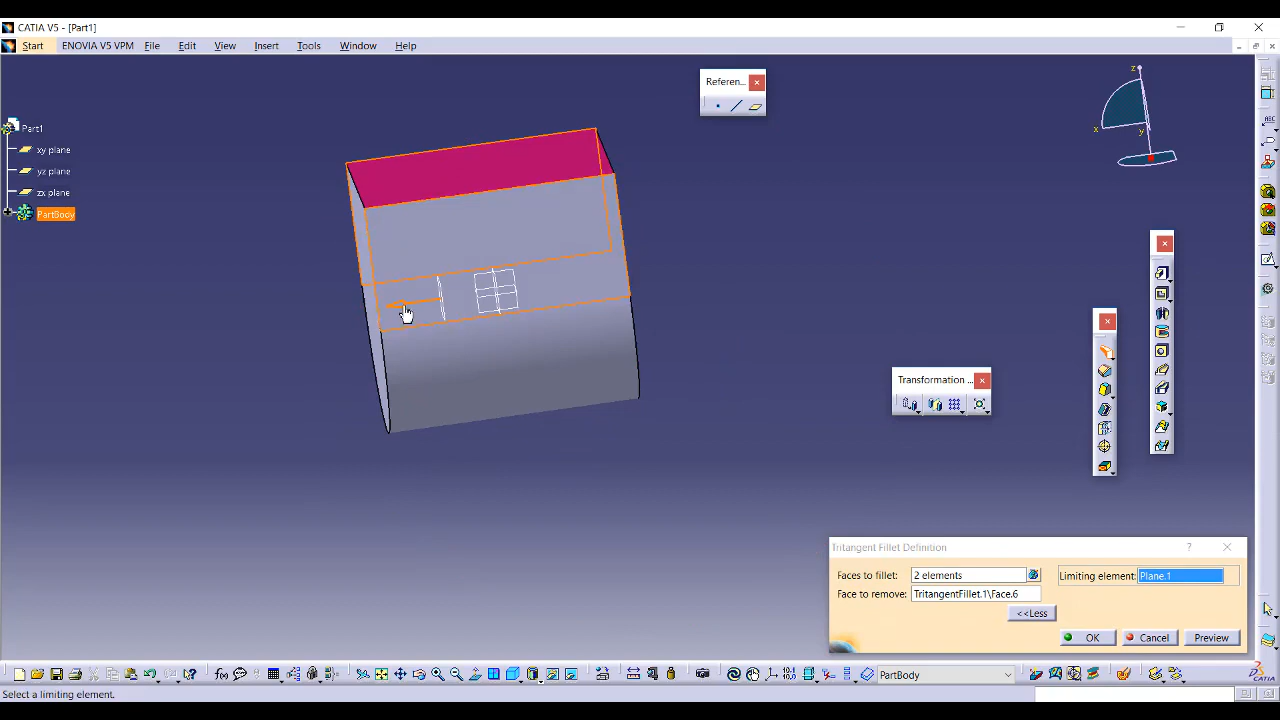 CATIA V5 - [Part1]
Start ENOVIA V5 VPM File Edit View Insert Tools Window Help
Referen...
z
x
y
Part1
xy plane
yz plane
zx plane
PartBody
Transformation ...
Tritangent Fillet Definition ?
Faces to fillet: 2 elements Limiting element: Plane.1
Face to remove: TritangentFillet.1\Face.6
<<Less
OK Cancel Preview
PartBody
Select a limiting element.